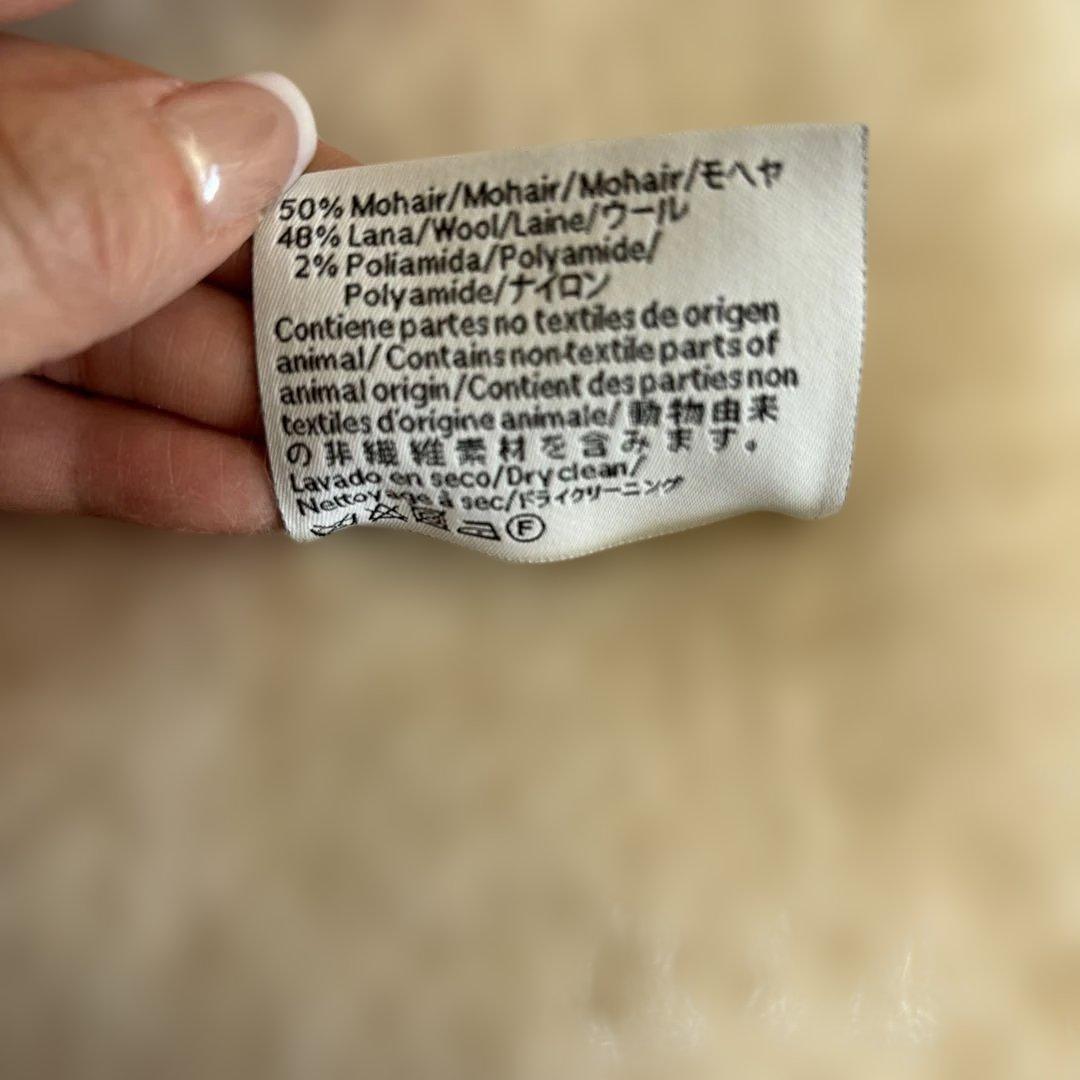 50% Mohair/Mohair/Mohair/モヘヤ
48% Lana/Wool/Laine/ウール
2% Poliamida/Polyamide/
Polyamide/ナイロン
Contiene partes no textiles de origen
animal/Contains non-textile parts of
animal origin/Contient des parties non
textiles d'origine animale/動物由来
の非繊維素材を含みます。
Lavado en seco/Dry clean/
Nettoyage à sec/ドライクリーニング
F